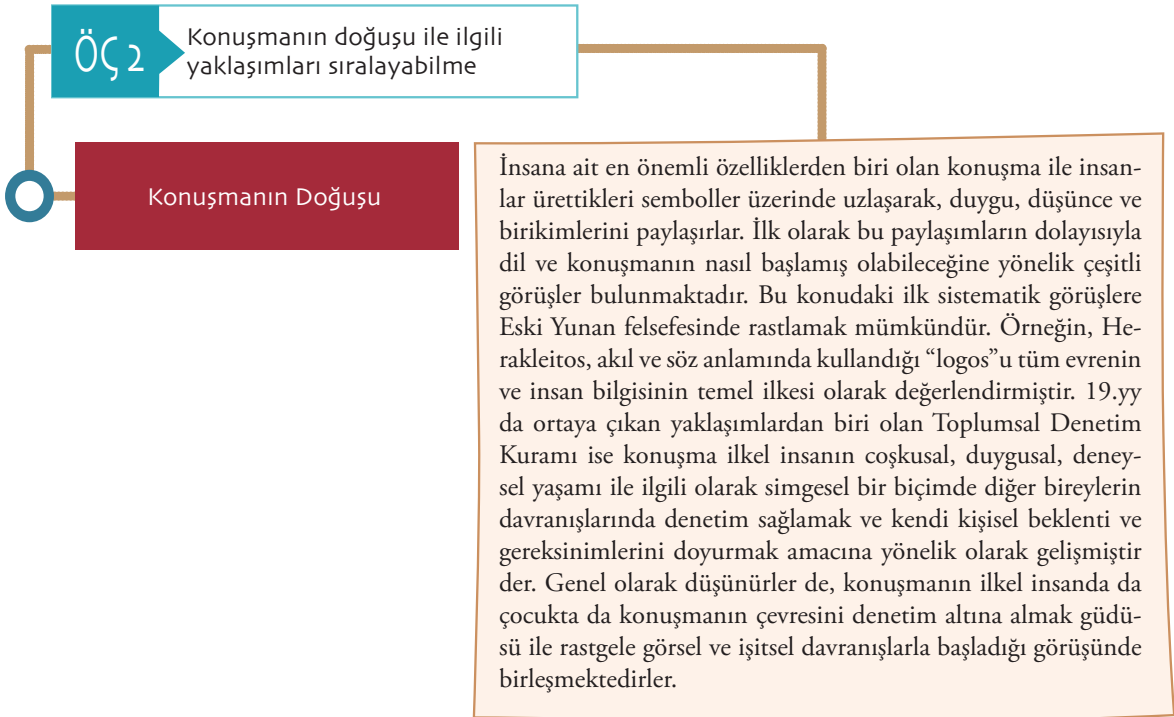 ÖÇ 2
Konuşmanın doğuşu ile ilgili
yaklaşımları sıralayabilme
Konuşmanın Doğuşu
İnsana ait en önemli özelliklerden biri olan konuşma ile insan-
lar ürettikleri semboller üzerinde uzlaşarak, duygu, düşünce ve
birikimlerini paylaşırlar. İlk olarak bu paylaşımların dolayısıyla
dil ve konuşmanın nasıl başlamış olabileceğine yönelik çeşitli
görüşler bulunmaktadır. Bu konudaki ilk sistematik görüşlere
Eski Yunan felsefesinde rastlamak mümkündür. Örneğin, He-
rakleitos, akıl ve söz anlamında kullandığı “logos”u tüm evrenin
ve insan bilgisinin temel ilkesi olarak değerlendirmiştir. 19.yy
da ortaya çıkan yaklaşımlardan biri olan Toplumsal Denetim
Kuramı ise konuşma ilkel insanın coşkusal, duygusal, deney-
sel yaşamı ile ilgili olarak simgesel bir biçimde diğer bireylerin
davranışlarında denetim sağlamak ve kendi kişisel beklenti ve
gereksinimlerini doyurmak amacına yönelik olarak gelişmiştir
der. Genel olarak düşünürler de, konuşmanın ilkel insanda da
çocukta da konuşmanın çevresini denetim altına almak güdü-
sü ile rastgele görsel ve işitsel davranışlarla başladığı görüşünde
birleşmektedirler.